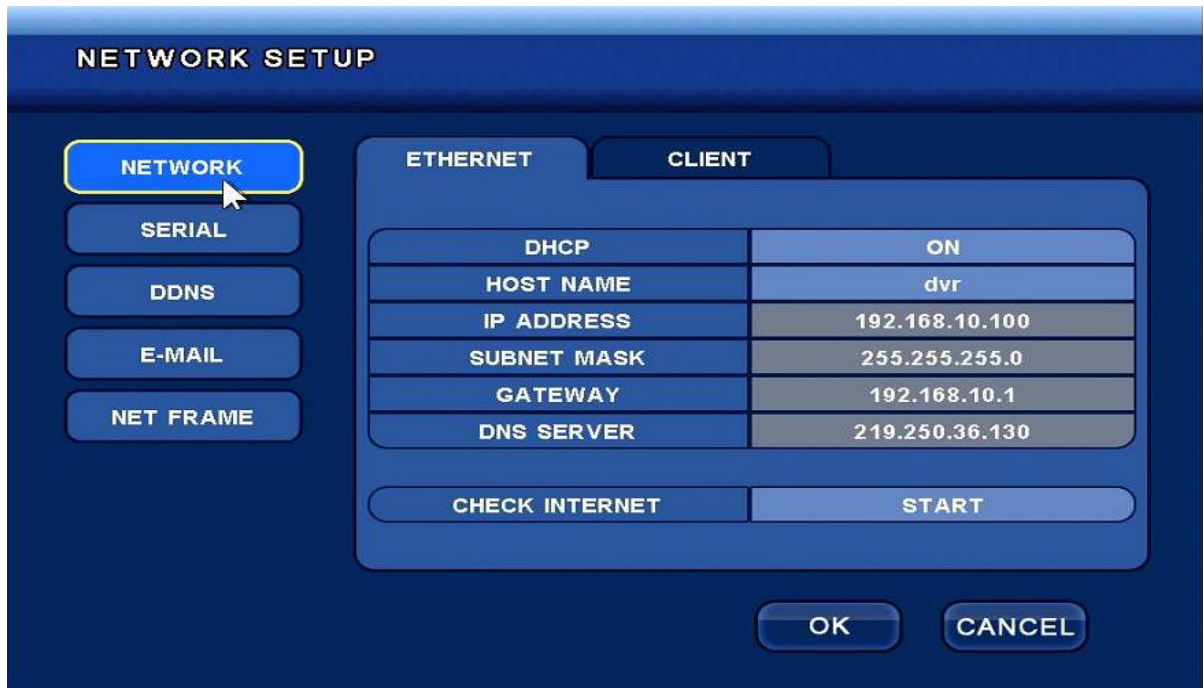 NETWORK SETUP
NETWORK
SERIAL
DDNS
E-MAIL
NET FRAME
ETHERNET CLIENT
DHCP ON
HOST NAME dvr
IP ADDRESS 192.168.10.100
SUBNET MASK 255.255.255.0
GATEWAY 192.168.10.1
DNS SERVER 219.250.36.130
CHECK INTERNET START
OK CANCEL